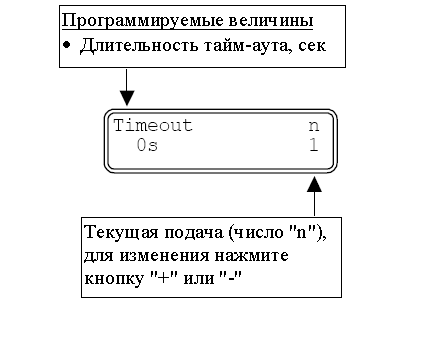 Программируемые величины
• Длительность тайм-аута, сек
Timeout n
0s 1
Текущая подача (число "n"),
для изменения нажмите
кнопку "+" или "-"